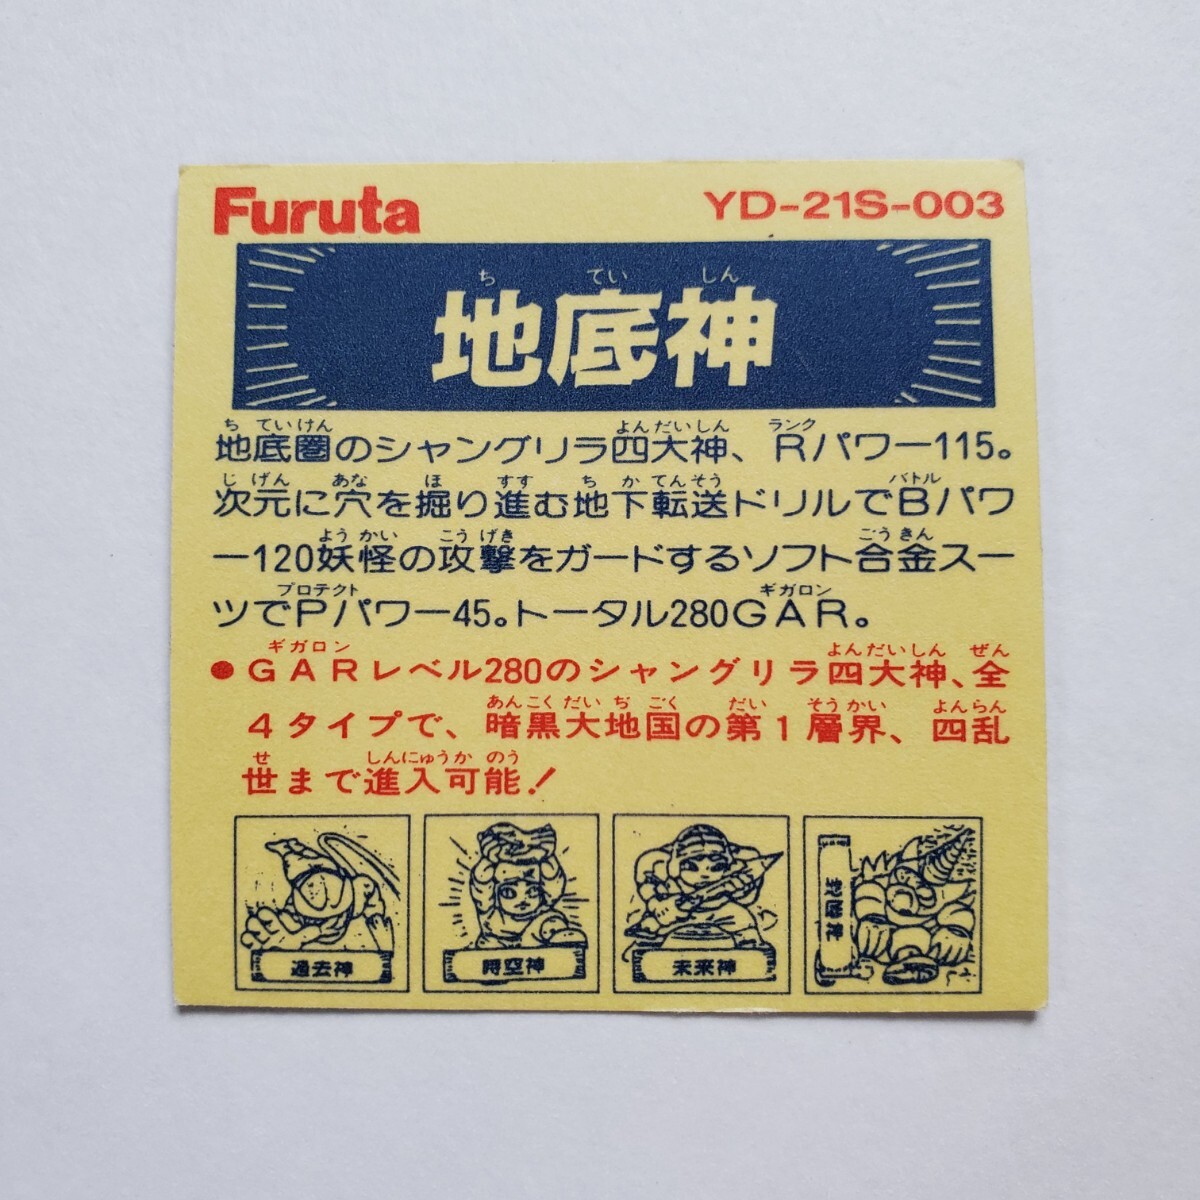 Furuta
YD-21S-003
ち てい しん
地底神
ち ていけん よんだいしん ランク
地底圏のシャングリラ四大神、Rパワー115。
じ げん あな ほ すす ち か てんそう バトル
次元に穴を掘り進む地下転送ドリルでBパワ
よう かい こう げき ごう きん
ー120妖怪の攻撃をガードするソフト合金スー
プロテクト ギガロン
ツでPパワー45。トータル280GAR。
ギガロン よんだいしん ぜん
●GARレベル280のシャングリラ四大神、全
あんこくだい ぢ ごく だい そうかい よんらん
4タイプで、暗黒大地国の第1層界、四乱
せ しんにゅうか のう
世まで進入可能!
過去神
時空神
未来神
地底神